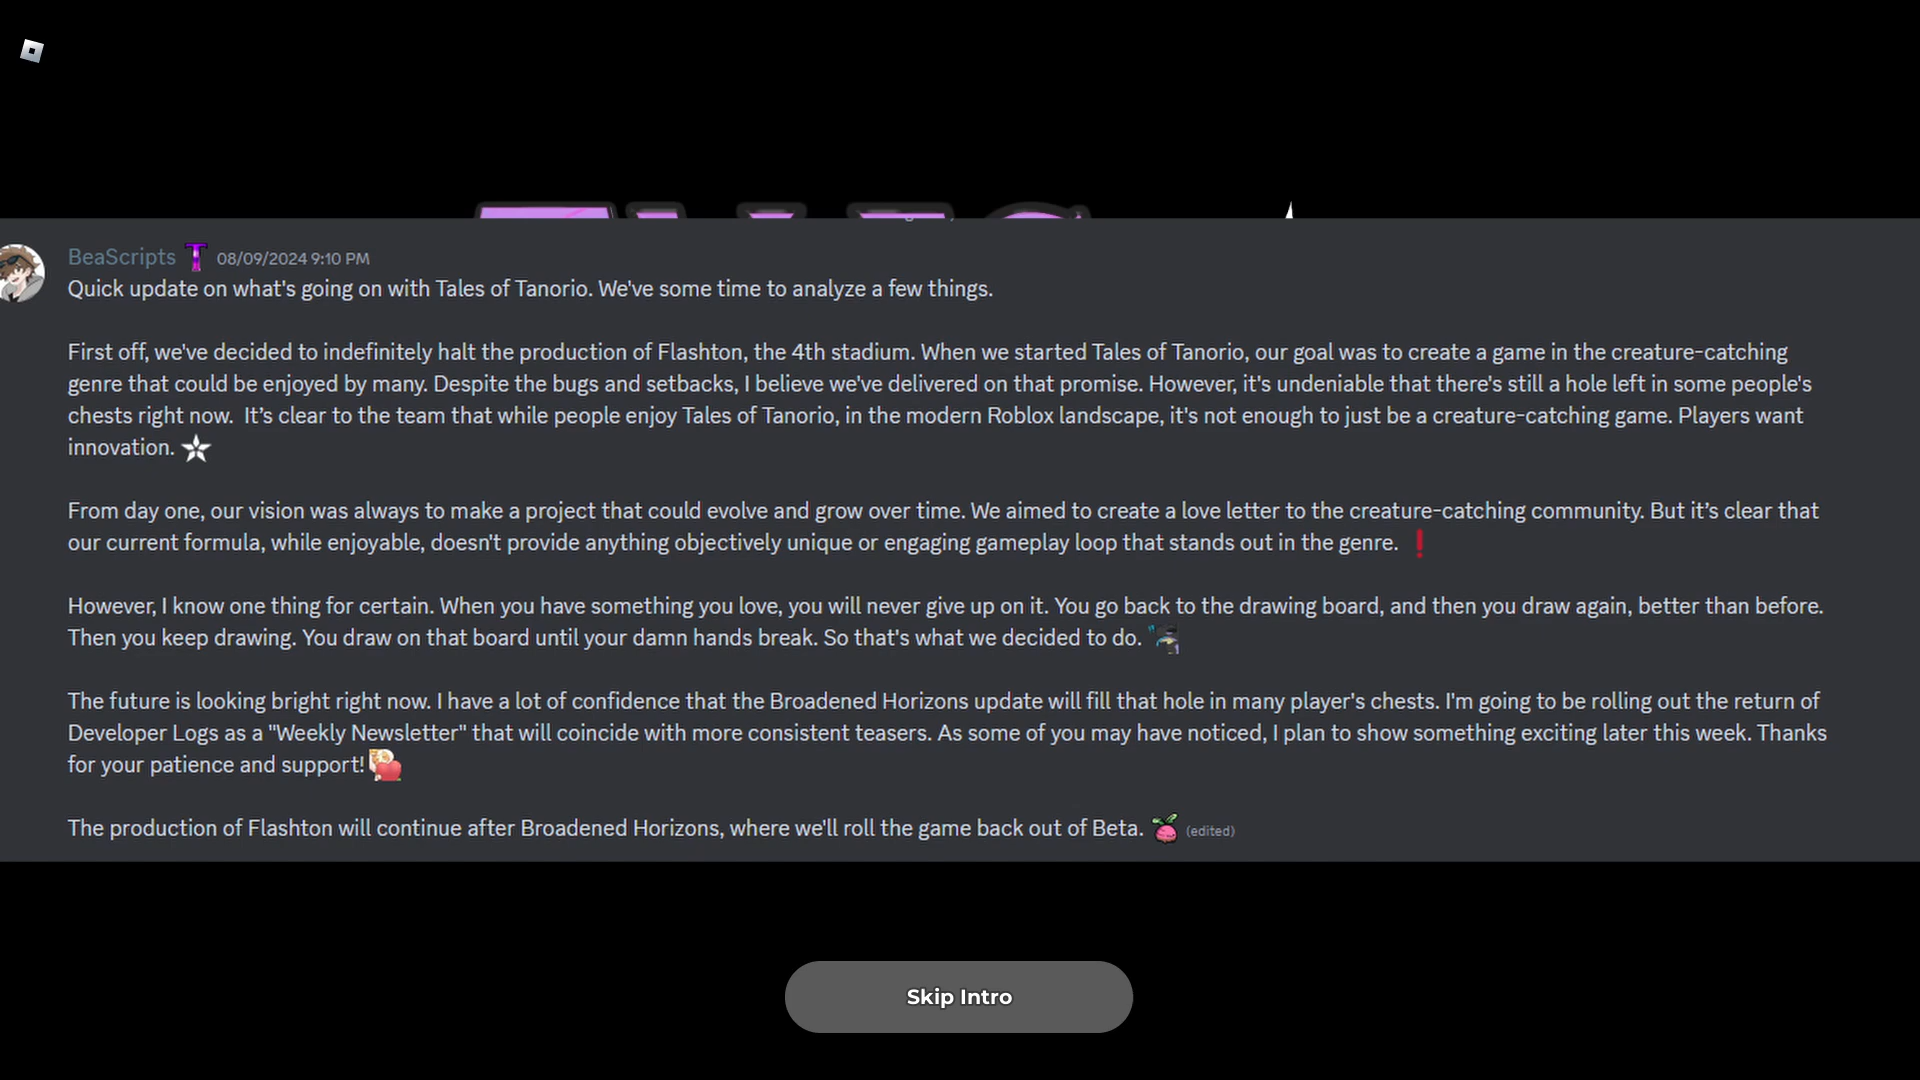 BeaScripts T 08/09/2024 9:10 PM
Quick update on what's going on with Tales of Tanorio. We've some time to analyze a few things.
First off, we've decided to indefinitely halt the production of Flashton, the 4th stadium. When we started Tales of Tanorio, our goal was to create a game in the creature-catching
genre that could be enjoyed by many. Despite the bugs and setbacks, I believe we've delivered on that promise. However, it's undeniable that there's still a hole left in some people's
chests right now.  It’s clear to the team that while people enjoy Tales of Tanorio, in the modern Roblox landscape, it's not enough to just be a creature-catching game. Players want
innovation.
From day one, our vision was always to make a project that could evolve and grow over time. We aimed to create a love letter to the creature-catching community. But it’s clear that
our current formula, while enjoyable, doesn't provide anything objectively unique or engaging gameplay loop that stands out in the genre. ❗
However, I know one thing for certain. When you have something you love, you will never give up on it. You go back to the drawing board, and then you draw again, better than before.
Then you keep drawing. You draw on that board until your damn hands break. So that's what we decided to do.
The future is looking bright right now. I have a lot of confidence that the Broadened Horizons update will fill that hole in many player's chests. I'm going to be rolling out the return of
Developer Logs as a "Weekly Newsletter" that will coincide with more consistent teasers. As some of you may have noticed, I plan to show something exciting later this week. Thanks
for your patience and support!
The production of Flashton will continue after Broadened Horizons, where we'll roll the game back out of Beta. (edited)
Skip Intro